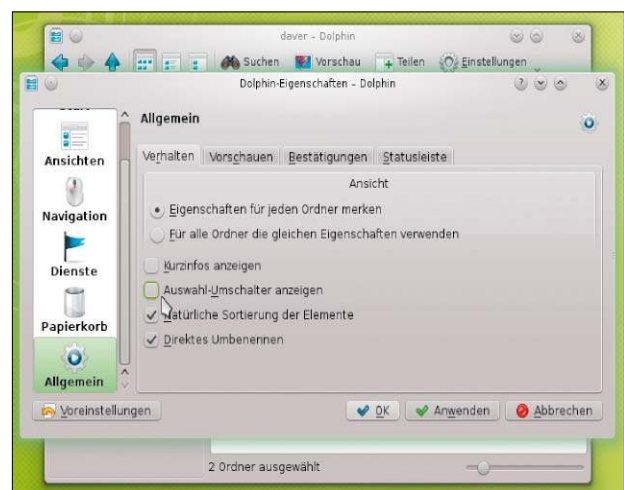 daver – Dolphin
Suchen Vorschau Teilen Einstellungen
Dolphin-Eigenschaften – Dolphin
Allgemein
Ansichten
Navigation
Dienste
Papierkorb
Allgemein
Verhalten Vorschauen Bestätigungen Statusleiste
Ansicht
Eigenschaften für jeden Ordner merken
Für alle Ordner die gleichen Eigenschaften verwenden
Kurzinfos anzeigen
Auswahl-Umschalter anzeigen
Natürliche Sortierung der Elemente
Direktes Umbenennen
Voreinstellungen OK Anwenden Abbrechen
2 Ordner ausgewählt